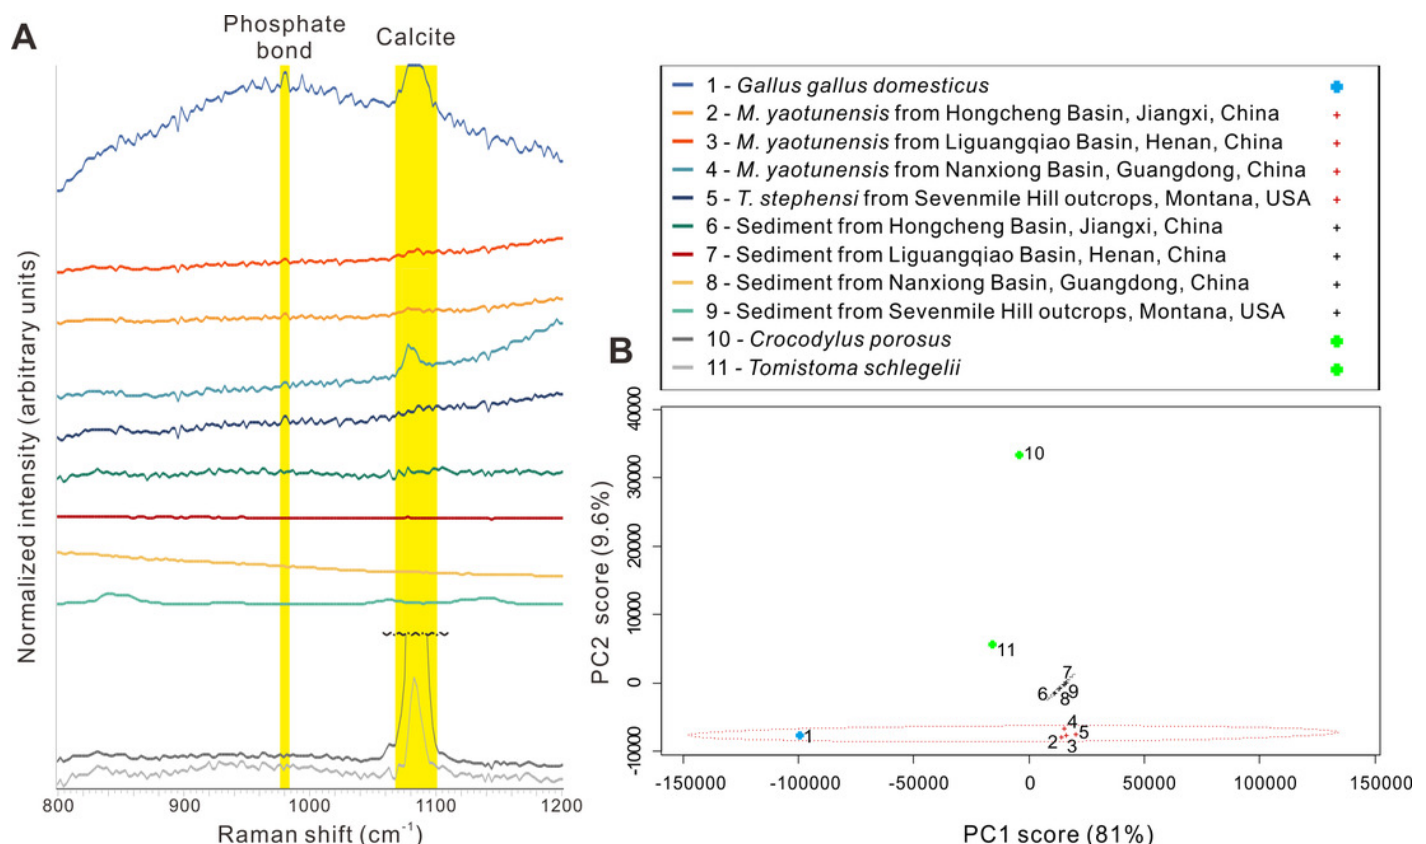 A
Phosphate
bond
Calcite
Normalized intensity (arbitrary units)
800
900
1000
1100
1200
Raman shift (cm⁻¹)
1 - Gallus gallus domesticus
2 - M. yaotunensis from Hongcheng Basin, Jiangxi, China
3 - M. yaotunensis from Liguangqiao Basin, Henan, China
4 - M. yaotunensis from Nanxiong Basin, Guangdong, China
5 - T. stephensi from Sevenmile Hill outcrops, Montana, USA
6 - Sediment from Hongcheng Basin, Jiangxi, China
7 - Sediment from Liguangqiao Basin, Henan, China
8 - Sediment from Nanxiong Basin, Guangdong, China
9 - Sediment from Sevenmile Hill outcrops, Montana, USA
10 - Crocodylus porosus
11 - Tomistoma schlegelii
B
PC2 score (9.6%)
40000
30000
20000
10000
0
-10000
10
11
7
6
8
9
4
1
2
3
5
-150000
-100000
-50000
0
50000
100000
150000
PC1 score (81%)